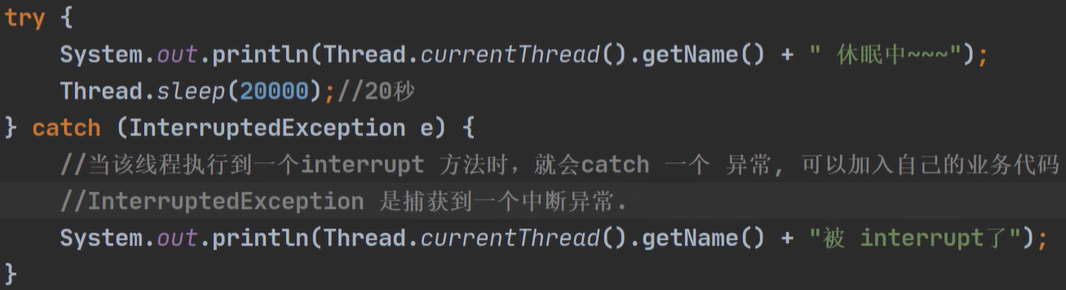 try {
    System.out.println(Thread.currentThread().getName() + " 休眠中~~~");
    Thread.sleep(20000);//20秒
} catch (InterruptedException e) {
    //当该线程执行到一个interrupt 方法时，就会catch 一个 异常, 可以加入自己的业务代码
    //InterruptedException 是捕获到一个中断异常.
    System.out.println(Thread.currentThread().getName() + "被 interrupt了");
}